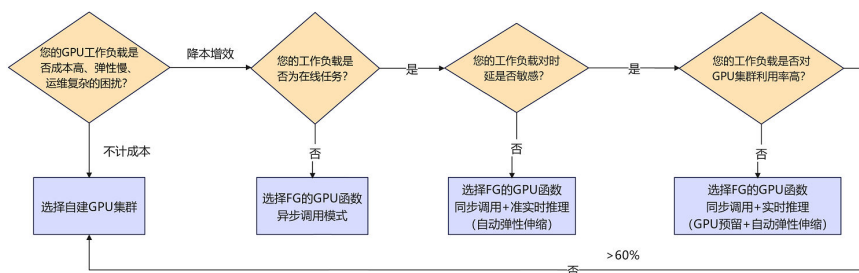 您的GPU工作负载是
否成本高、弹性慢、
运维复杂的困扰?
降本增效
您的工作负载是
否为在线任务?
是
您的工作负载对时
延是否敏感?
是
您的工作负载是否对
GPU集群利用率高?
不计成本
否
否
否
选择自建GPU集群
选择FG的GPU函数
异步调用模式
选择FG的GPU函数
同步调用+准实时推理
（自动弹性伸缩）
选择FG的GPU函数
同步调用+实时推理
（GPU预留+自动弹性伸缩）
>60%
否